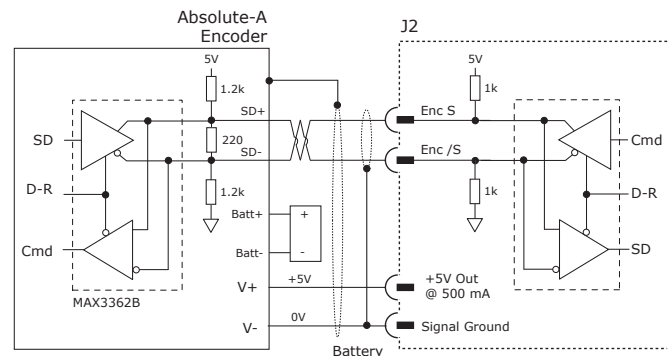 Absolute-A
Encoder
J2
5V
5V
1.2k
1k
SD+
Enc S
SD
220
Cmd
SD-
Enc /S
D-R
D-R
1.2k
1k
Batt+
+
Cmd
SD
Batt-
-
MAX3362B
V+
+5V
+5V Out
@ 500 mA
V-
0V
Signal Ground
Battery